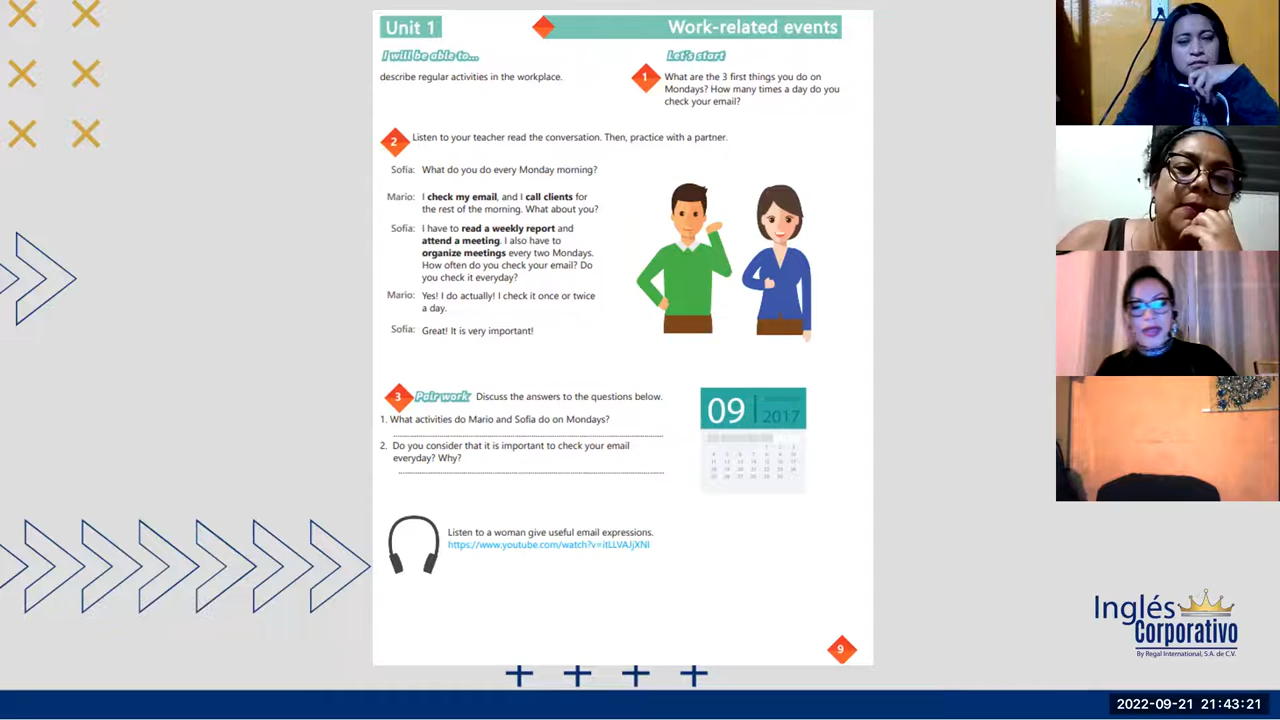 Unit 1
Work-related events
I will be able to...
describe regular activities in the workplace.
Let's start
1
What are the 3 first things you do on
Mondays? How many times a day do you
check your email?
2
Listen to your teacher read the conversation. Then, practice with a partner.
Sofía: What do you do every Monday morning?
Mario: I check my email, and I call clients for
the rest of the morning. What about you?
Sofía: I have to read a weekly report and
attend a meeting. I also have to
organize meetings every two Mondays.
How often do you check your email? Do
you check it everyday?
Mario: Yes! I do actually! I check it once or twice
a day.
Sofía: Great! It is very important!
3
Pair work Discuss the answers to the questions below.
1. What activities do Mario and Sofía do on Mondays?
2. Do you consider that it is important to check your email
everyday? Why?
09
2017
Listen to a woman give useful email expressions.
https://www.youtube.com/watch?v=itLLVAJjXNI
9
Inglés
Corporativo
By Regal International, S.A. de C.V.
2022-09-21 21:43:21